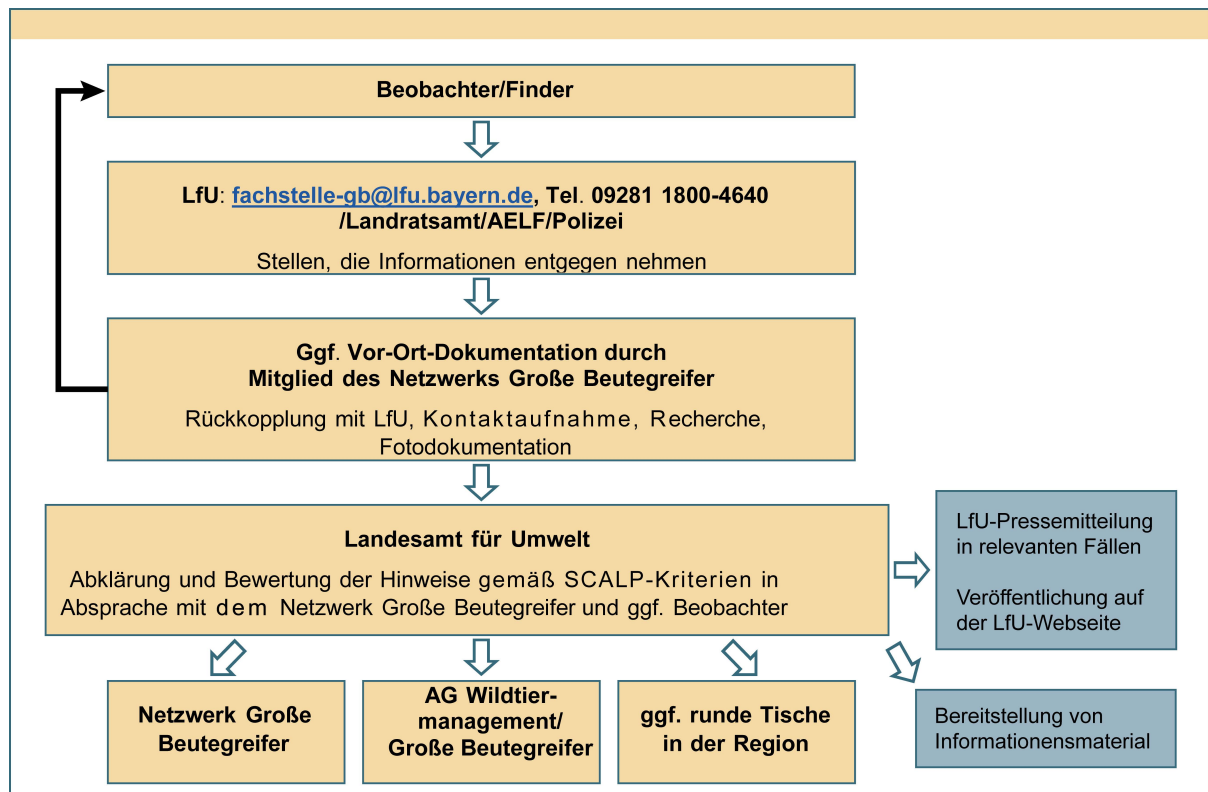 Beobachter/Finder
LfU: fachstelle-gb@lfu.bayern.de, Tel. 09281 1800-4640
/Landratsamt/AELF/Polizei
Stellen, die Informationen entgegen nehmen
Ggf. Vor-Ort-Dokumentation durch
Mitglied des Netzwerks Große Beutegreifer
Rückkopplung mit LfU, Kontaktaufnahme, Recherche,
Fotodokumentation
Landesamt für Umwelt
Abklärung und Bewertung der Hinweise gemäß SCALP-Kriterien in
Absprache mit dem Netzwerk Große Beutegreifer und ggf. Beobachter
LfU-Pressemitteilung
in relevanten Fällen
Veröffentlichung auf
der LfU-Webseite
Netzwerk Große
Beutegreifer
AG Wildtier-
management/
Große Beutegreifer
ggf. runde Tische
in der Region
Bereitstellung von
Informationensmaterial